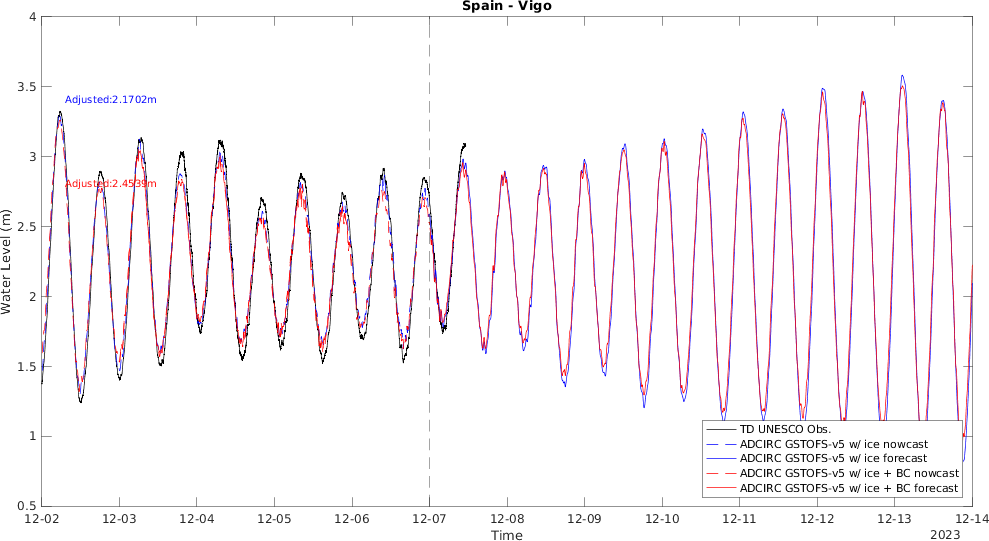 Spain - Vigo
4
3.5
3
2.5
2
1.5
1
0.5
Water Level (m)
Adjusted:2.1702m
Adjusted:2.4539m
TD UNESCO Obs.
ADCIRC GSTOFS-v5 w/ ice nowcast
ADCIRC GSTOFS-v5 w/ ice forecast
ADCIRC GSTOFS-v5 w/ ice + BC nowcast
ADCIRC GSTOFS-v5 w/ ice + BC forecast
12-02 12-03 12-04 12-05 12-06 12-07 12-08 12-09 12-10 12-11 12-12 12-13 12-14
Time
2023